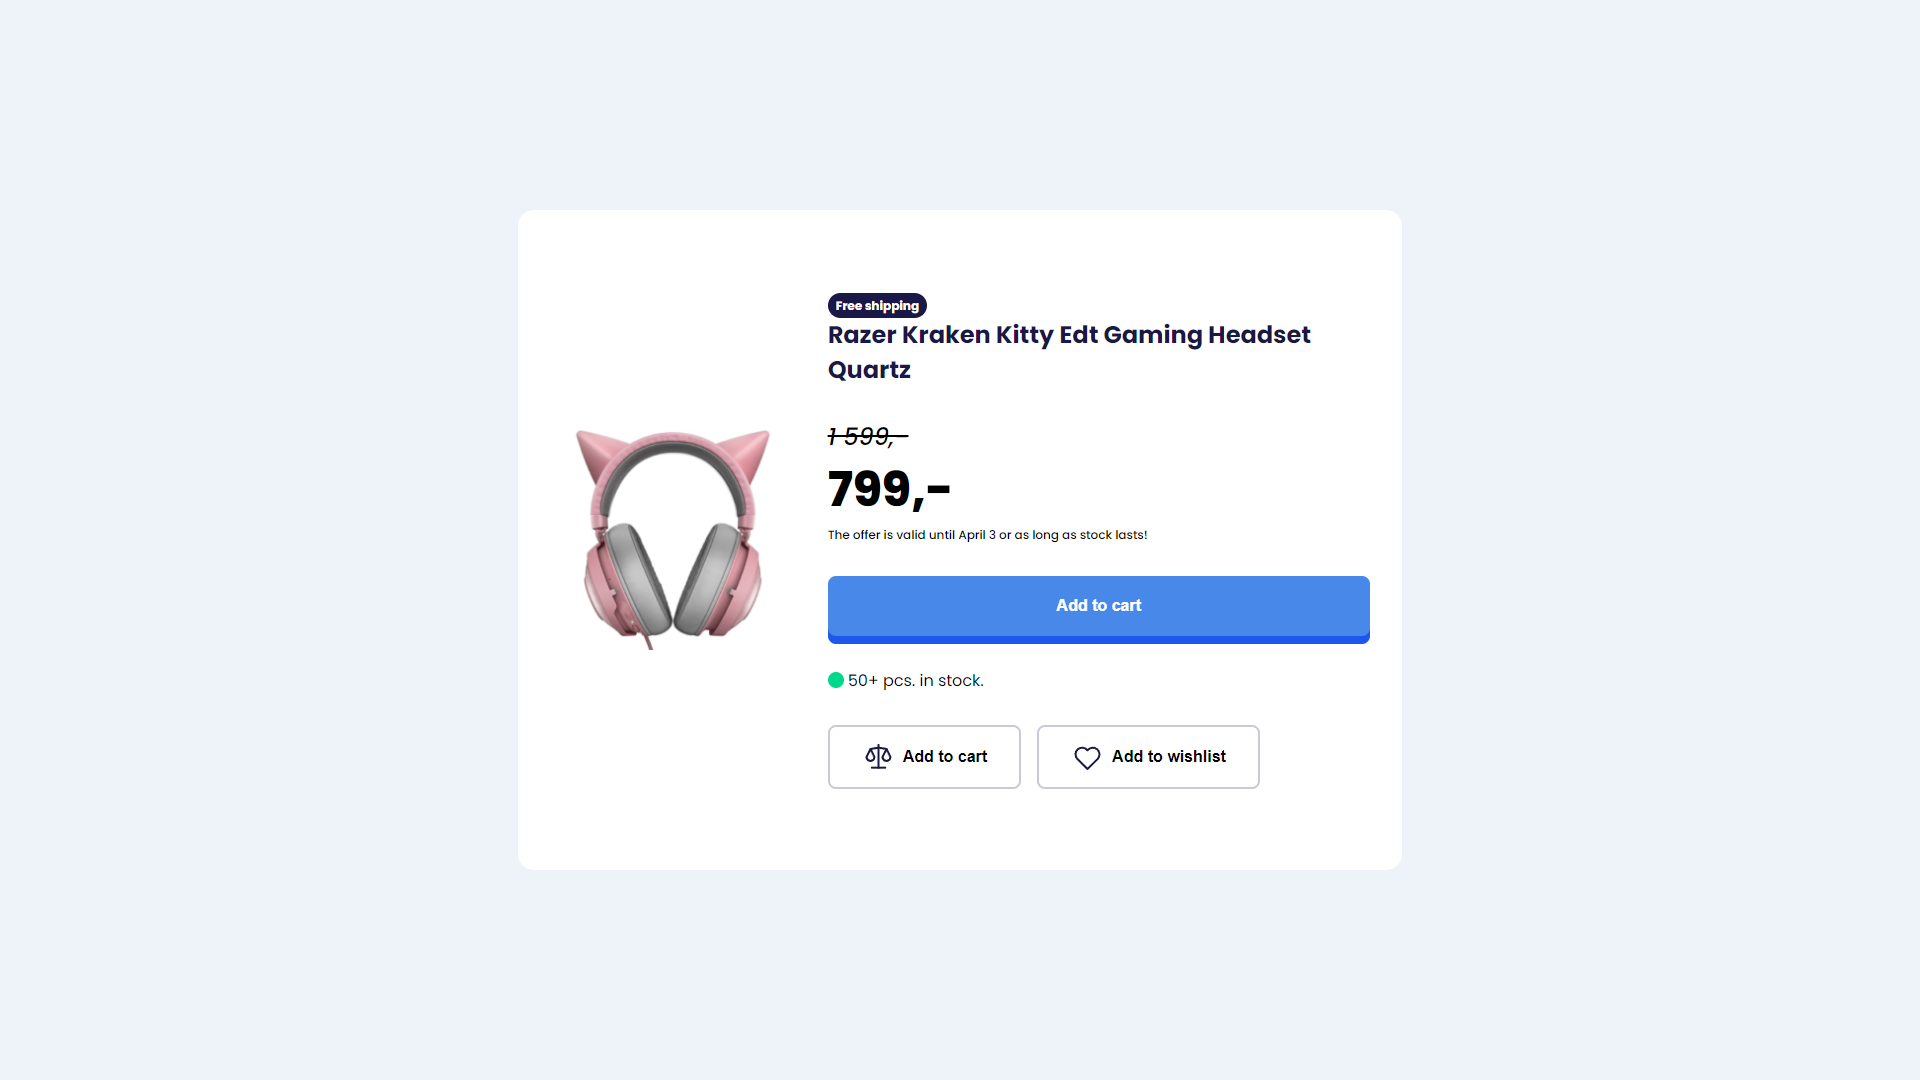 Free shipping
Razer Kraken Kitty Edt Gaming Headset
Quartz
1 599,-
799,-
The offer is valid until April 3 or as long as stock lasts!
Add to cart
50+ pcs. in stock.
Add to cart
Add to wishlist